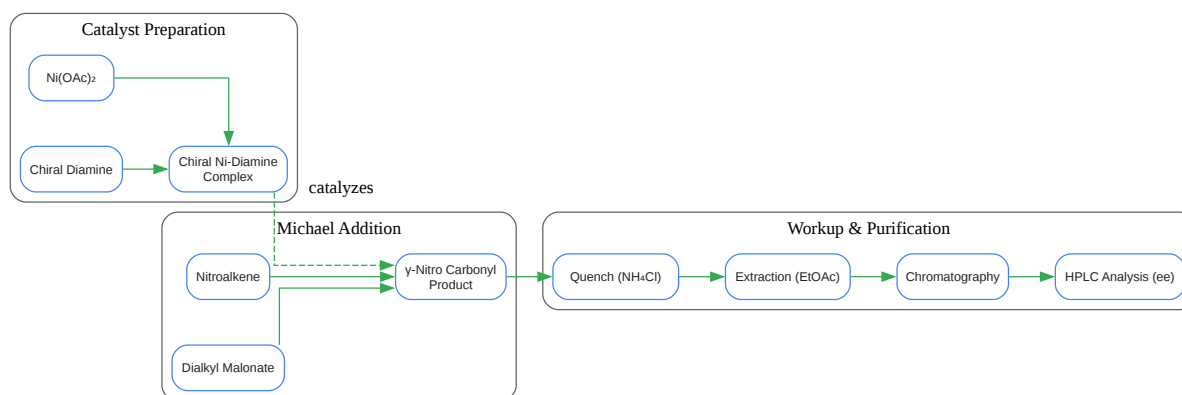 Catalyst Preparation
Ni(OAc)₂
Chiral Diamine
Chiral Ni-Diamine
Complex
catalyzes
Michael Addition
Nitroalkene
γ-Nitro Carbonyl
Product
Dialkyl Malonate
Workup & Purification
Quench (NH₄Cl)
Extraction (EtOAc)
Chromatography
HPLC Analysis (ee)